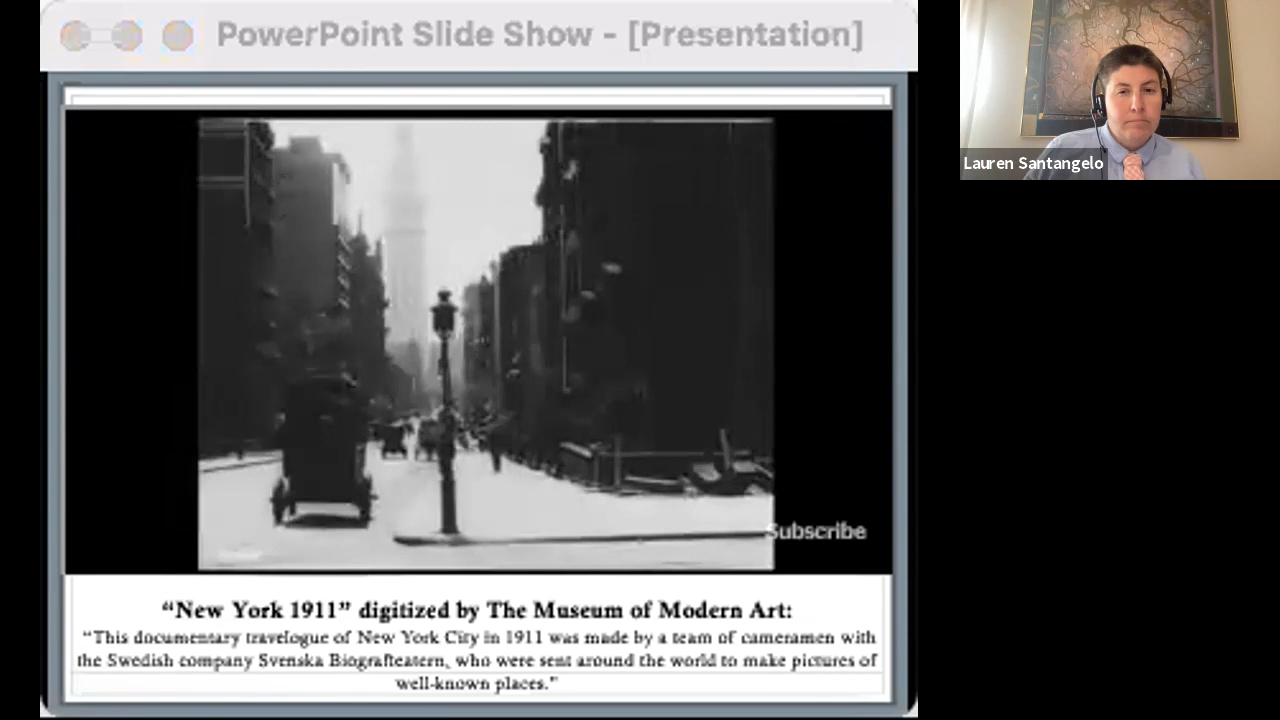 PowerPoint Slide Show - [Presentation]
Lauren Santangelo
Subscribe
“New York 1911” digitized by The Museum of Modern Art:
“This documentary travelogue of New York City in 1911 was made by a team of cameramen with
the Swedish company Svenska Biografteatern, who were sent around the world to make pictures of
well-known places.”